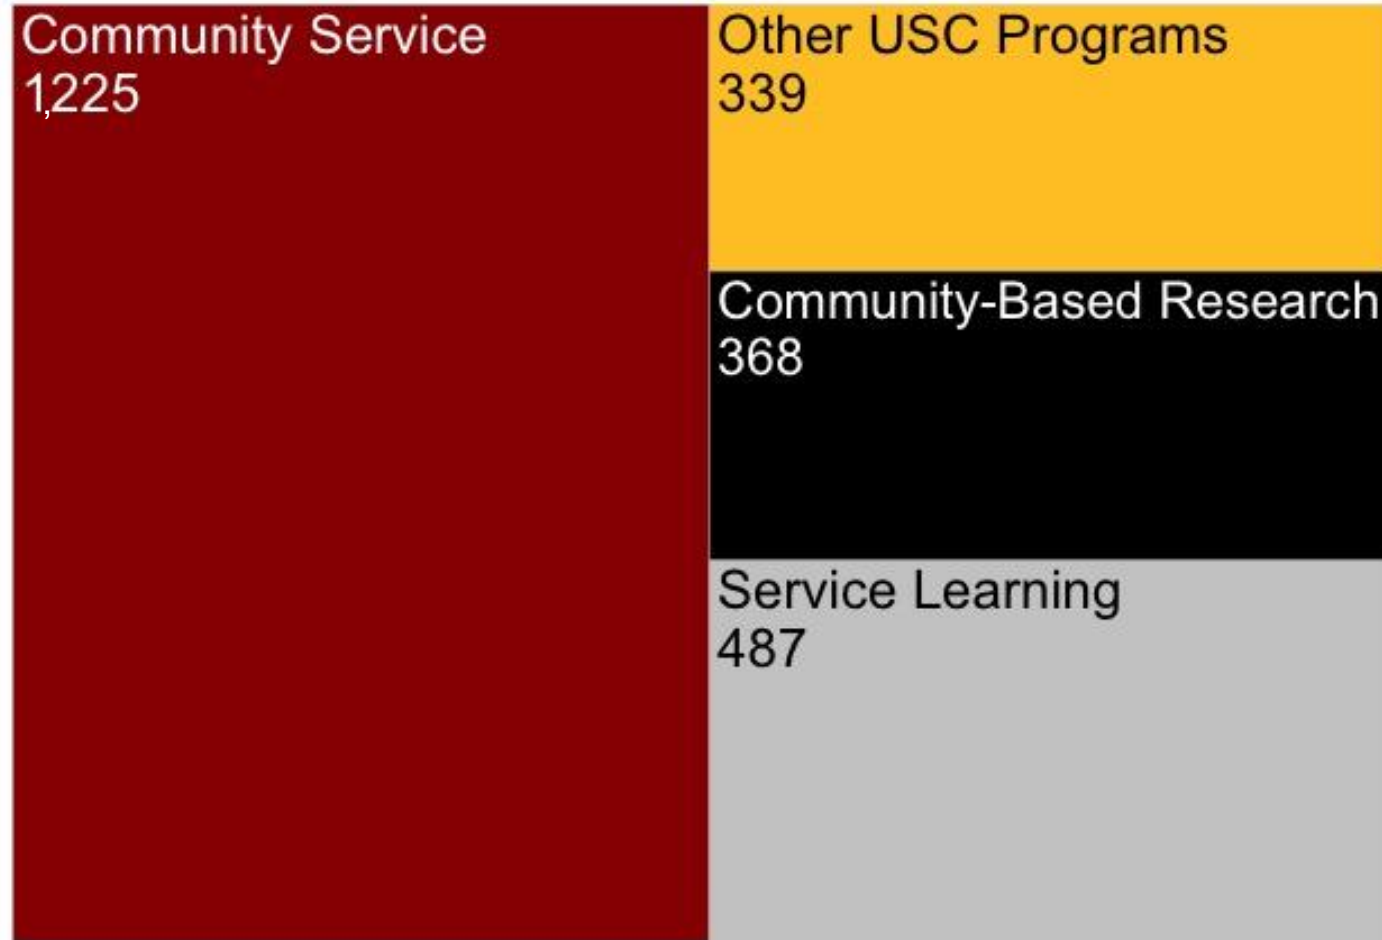 Community Service
1,225
Other USC Programs
339
Community-Based Research
368
Service Learning
487